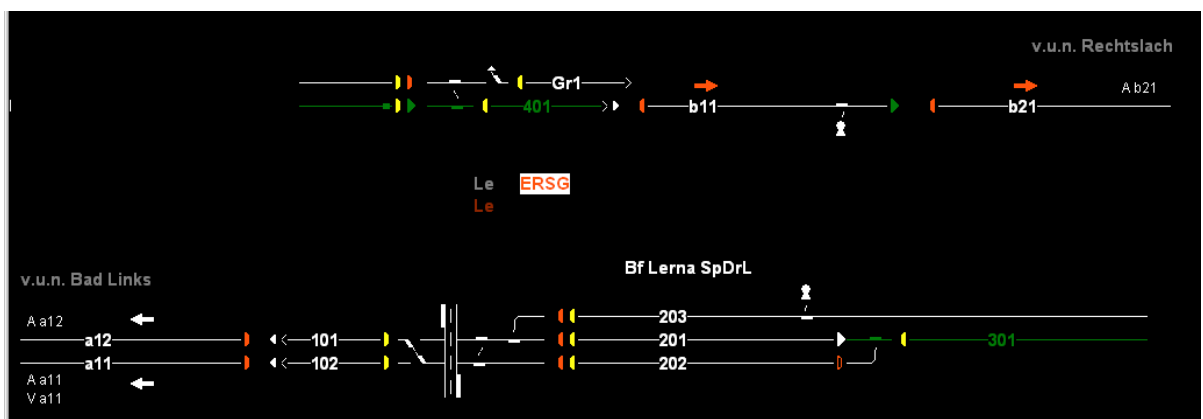 v.u.n. Rechtslach
Gr1
A b21
401
b11
b21
Le ERSG
Le
Bf Lerna SpDrL
v.u.n. Bad Links
A a12
203
a12
101
201
301
a11
102
202
A a11
V a11